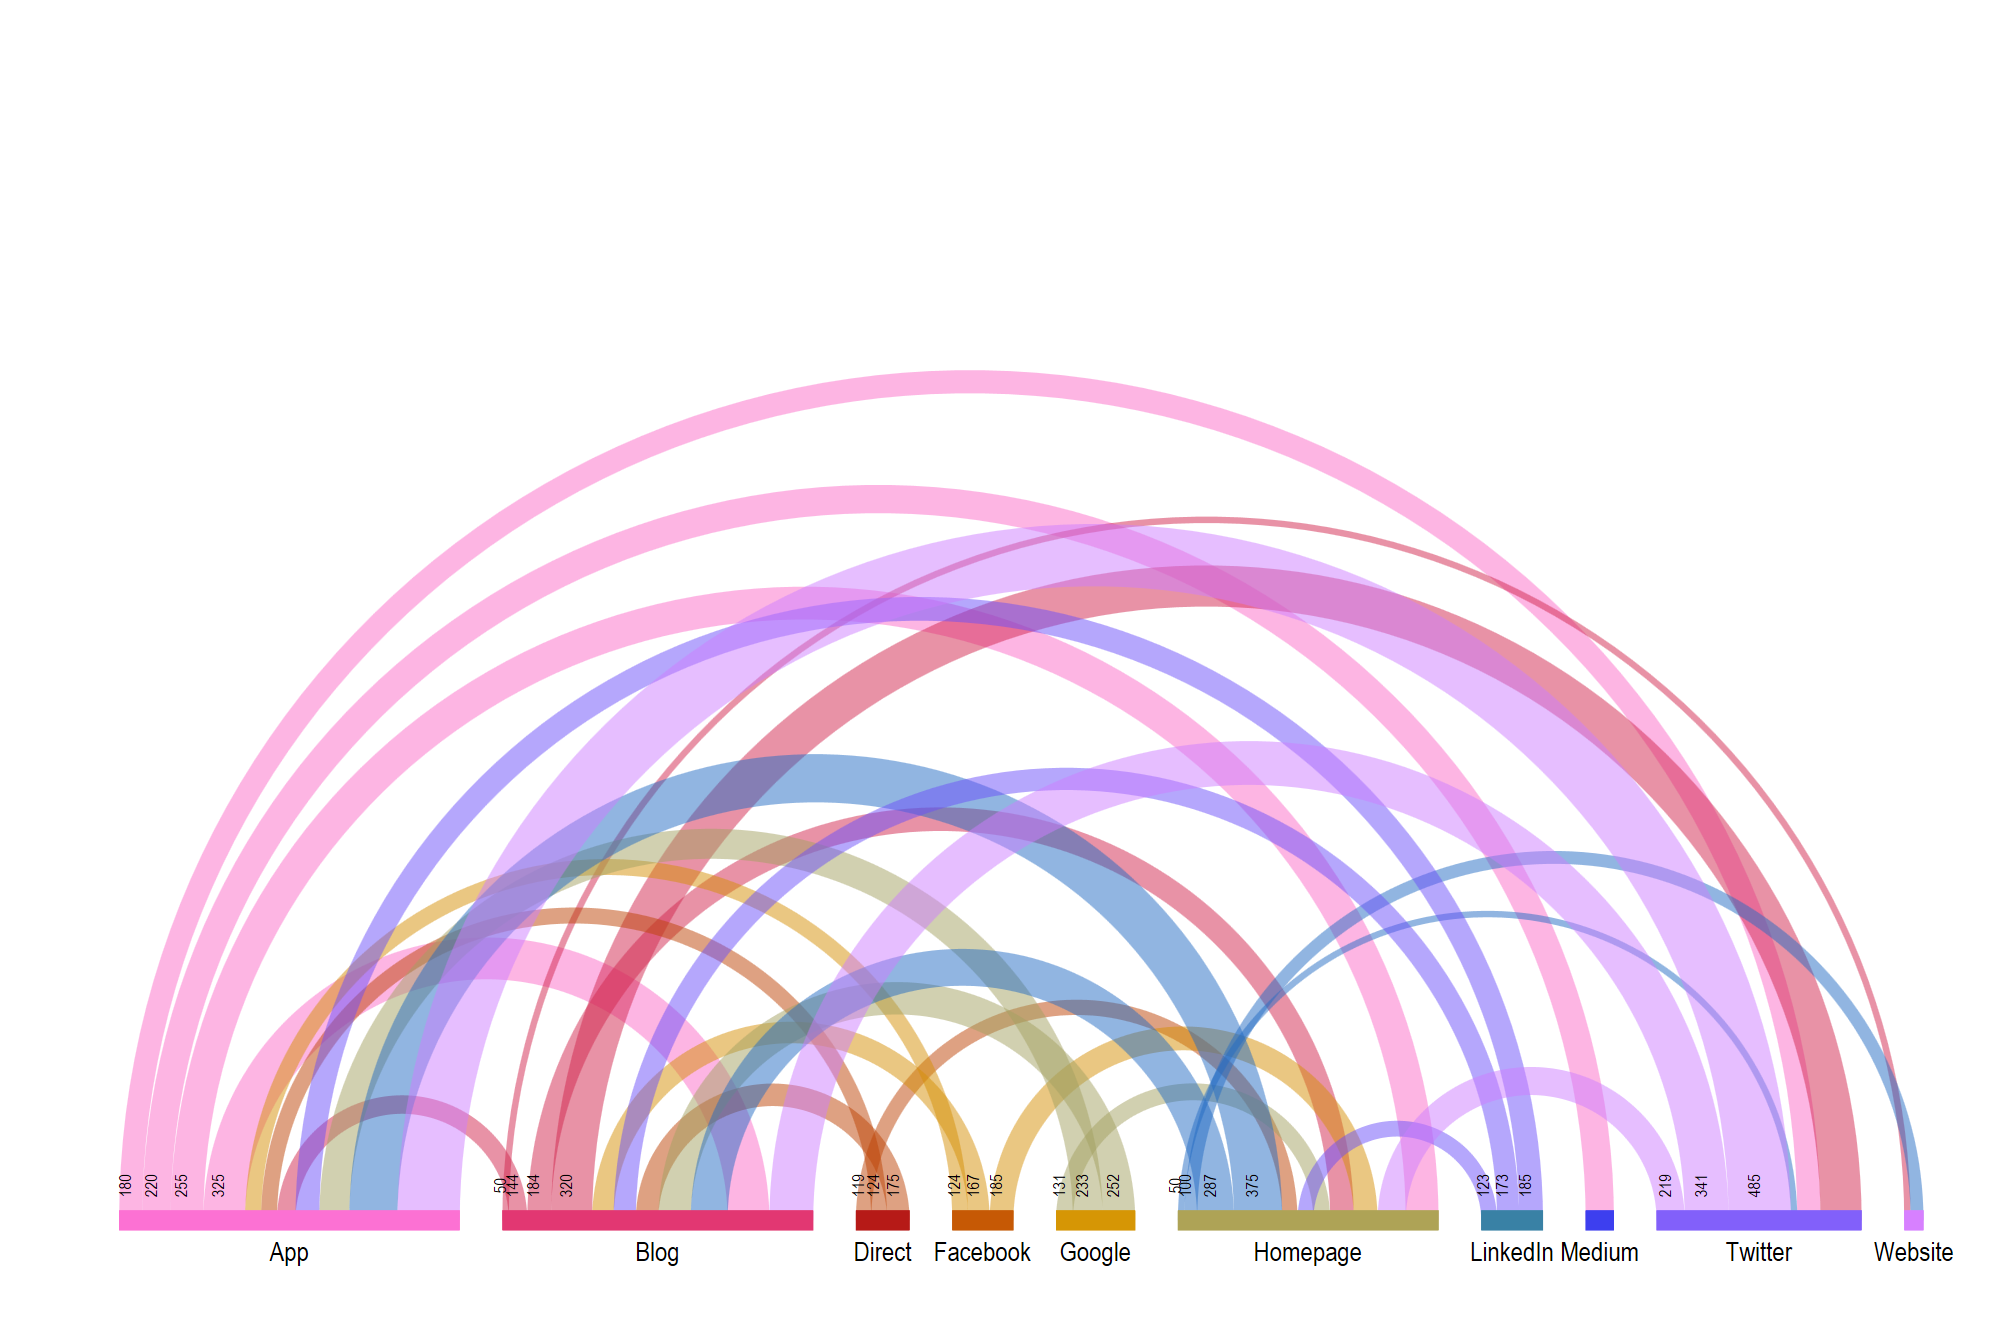 180 220 255 325 50 144 184 320 119 124 175 124 167 185 131 233 252 50 100 287 375 123 173 185 219 341 485
App Blog Direct Facebook Google Homepage LinkedIn Medium Twitter Website